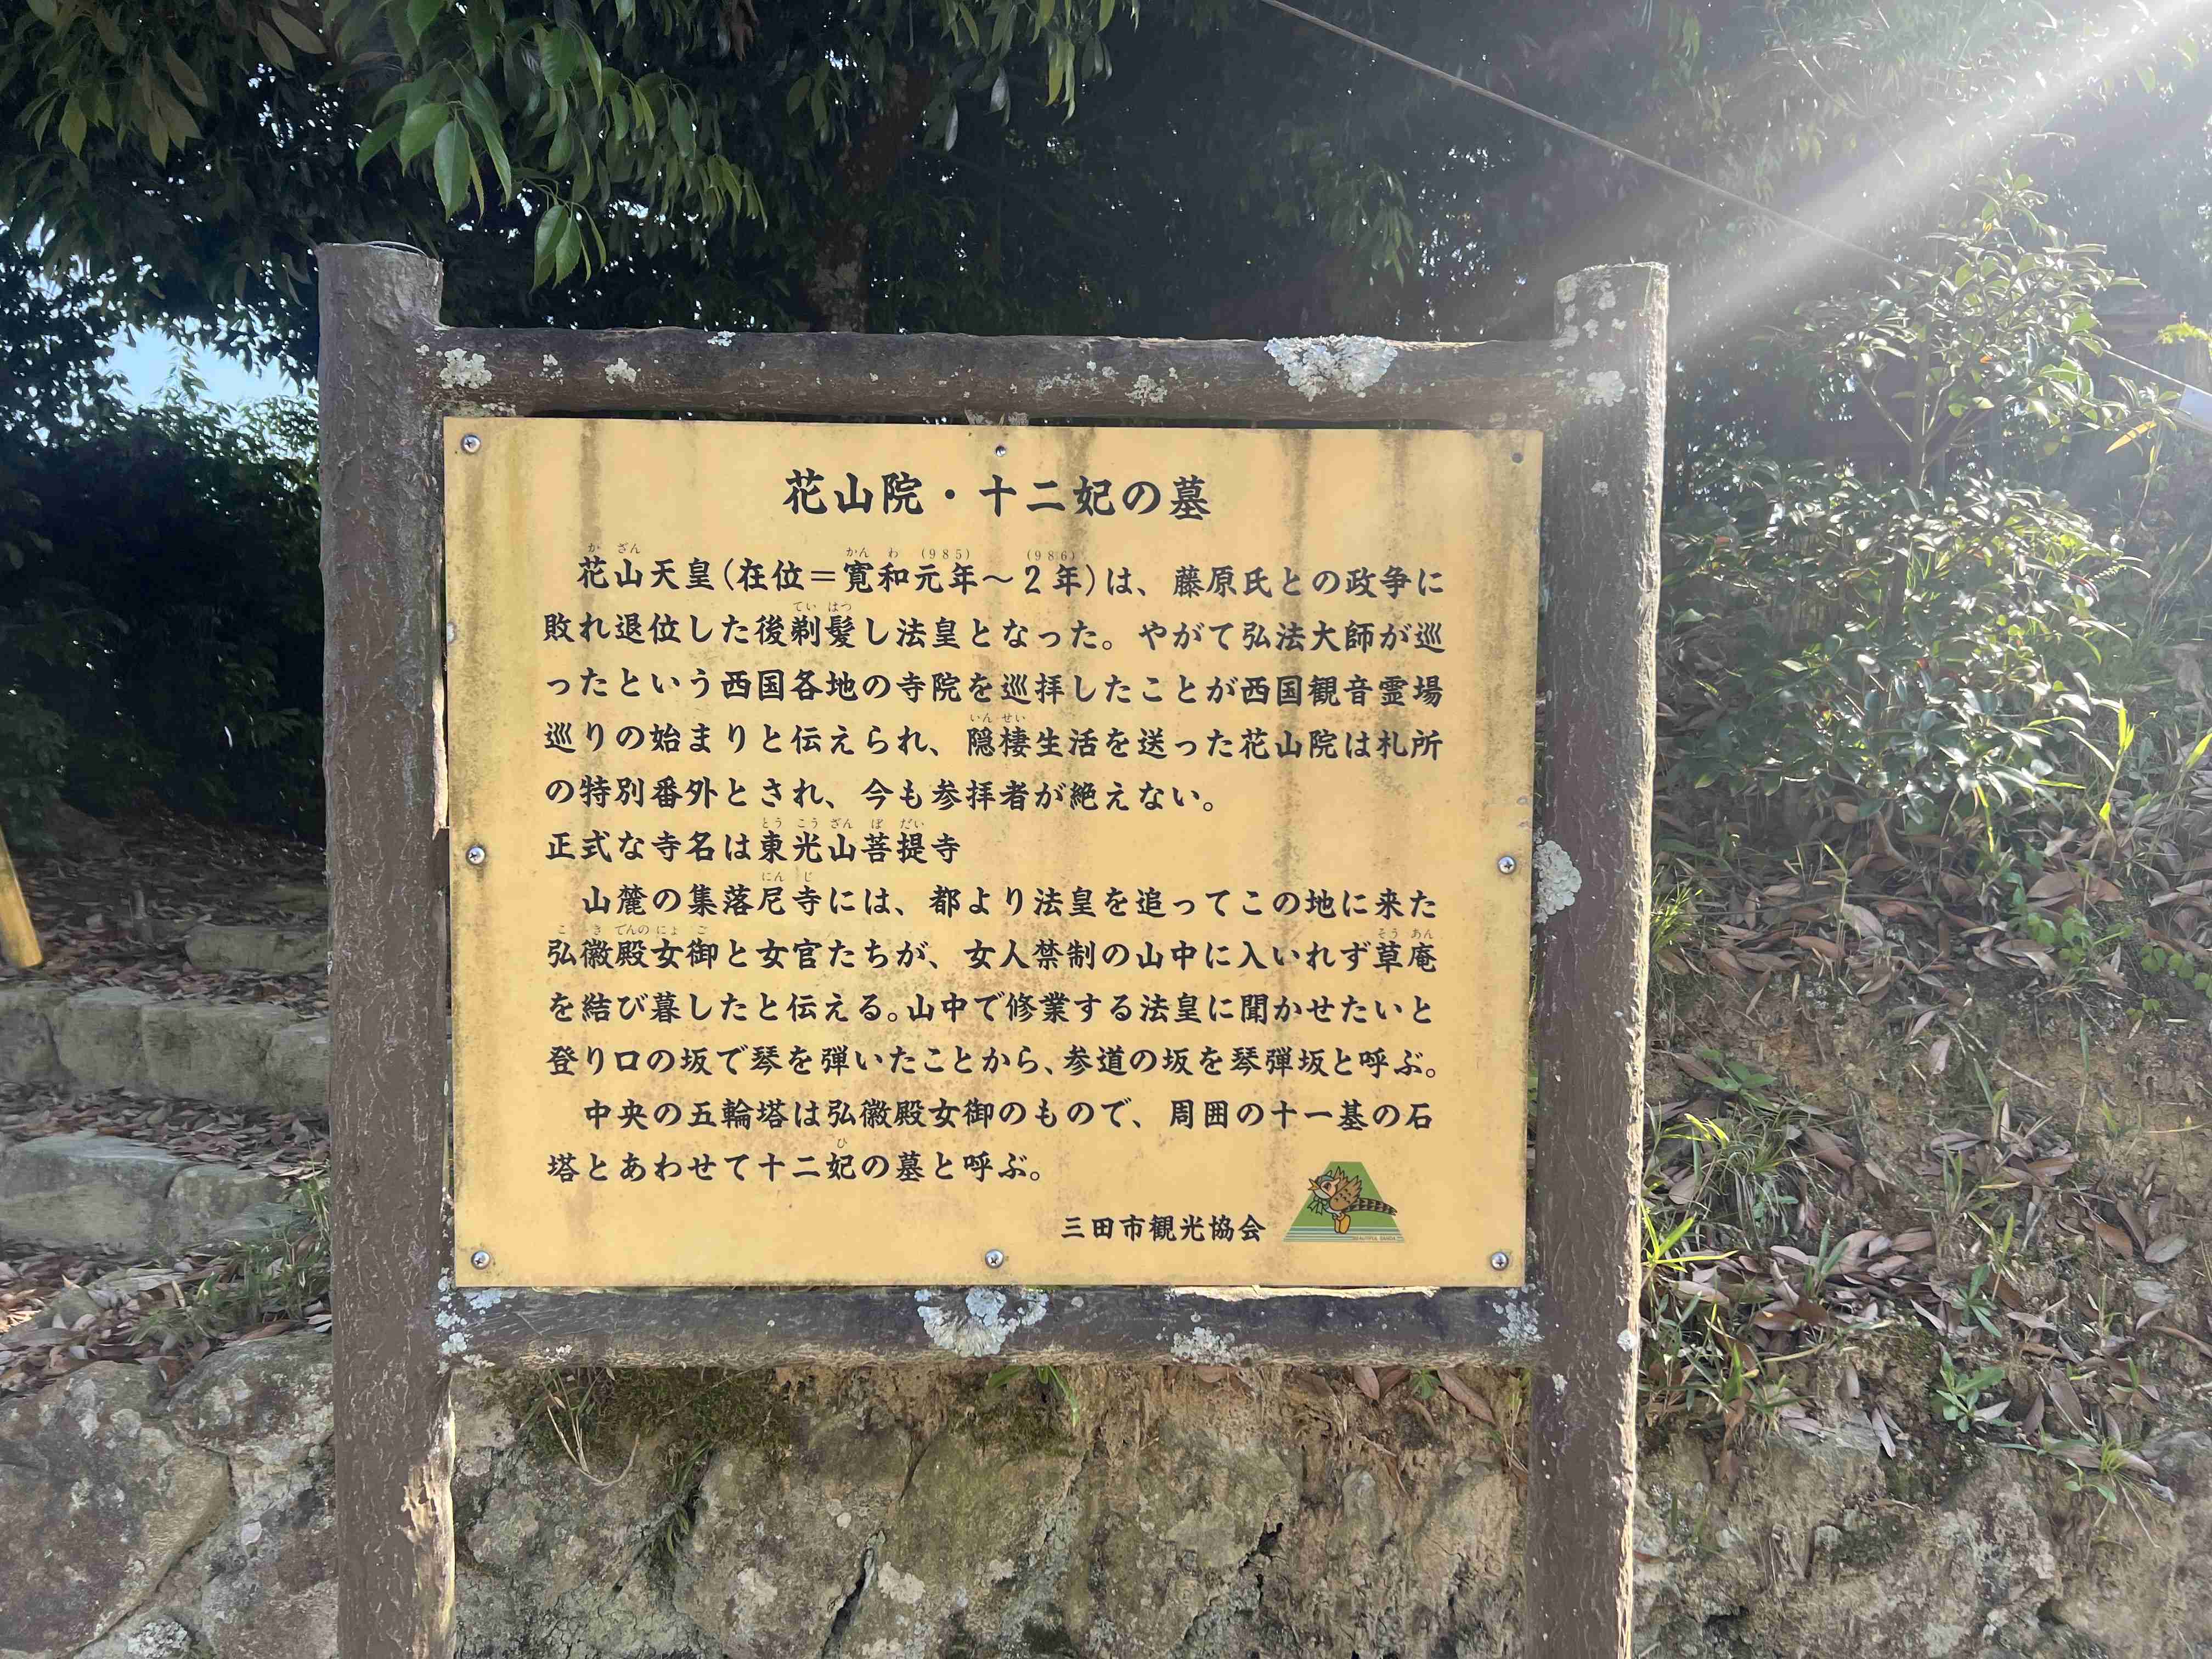 花山院・十二妃の墓
か ざん かん わ (985) (986)
花山天皇(在位＝寛和元年～2年)は、藤原氏との政争に
てい はつ
敗れ退位した後剃髪し法皇となった。やがて弘法大師が巡
ったという西国各地の寺院を巡拝したことが西国観音霊場
いん せい
巡りの始まりと伝えられ、隠棲生活を送った花山院は札所
の特別番外とされ、今も参拝者が絶えない。
とう こう ざん ぼ だい
正式な寺名は東光山菩提寺
にん じ
山麓の集落尼寺には、都より法皇を追ってこの地に来た
こ き でんの にょ ご そう あん
弘徽殿女御と女官たちが、女人禁制の山中に入いれず草庵
を結び暮したと伝える。山中で修業する法皇に聞かせたいと
登り口の坂で琴を弾いたことから、参道の坂を琴弾坂と呼ぶ。
中央の五輪塔は弘徽殿女御のもので、周囲の十一基の石
ひ
塔とあわせて十二妃の墓と呼ぶ。
三田市観光協会